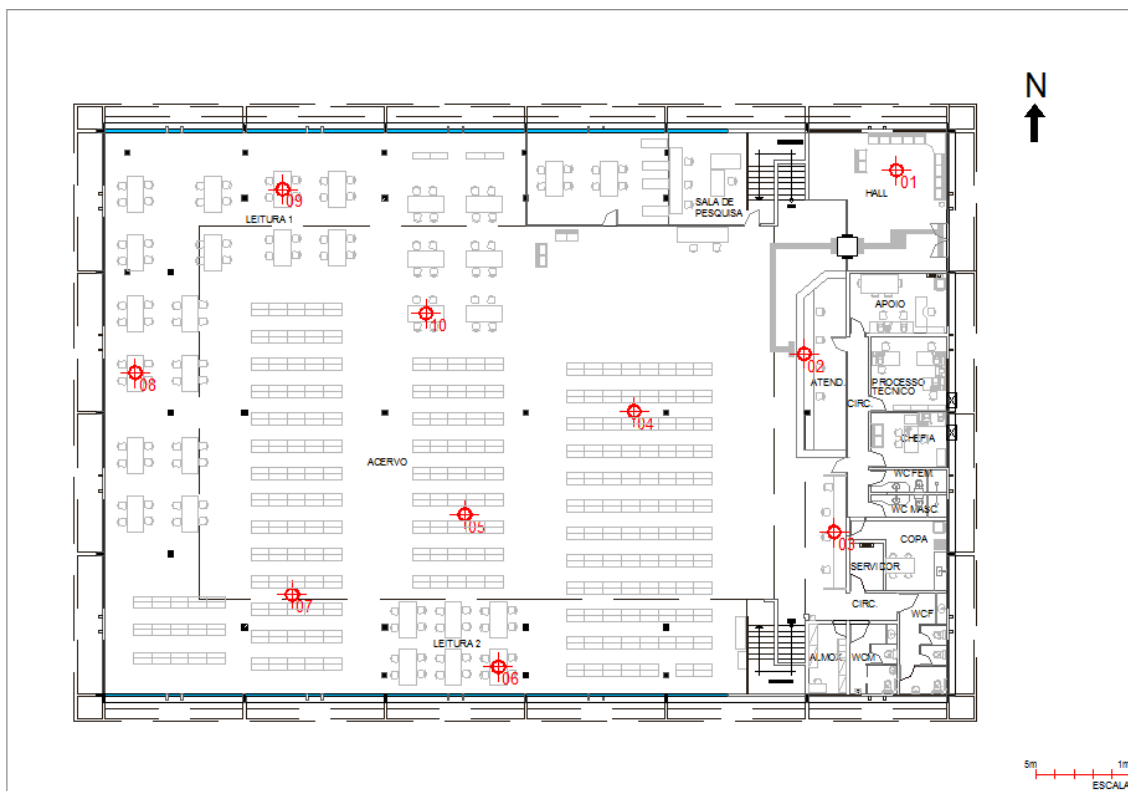 N
01
HALL
09
LEITURA 1
SALA DE
PESQUISA
APOIO
10
02
08
ATEND.
PROCESSO
TECNICO
CIRC.
04
CHEFIA
ACERVO
WC FEM.
WC MASC.
05
03
COPA
SERVIDOR
07
CIRC.
WCF
LEITURA 2
ALMOX.
WCM
06
5m
1m
ESCALA